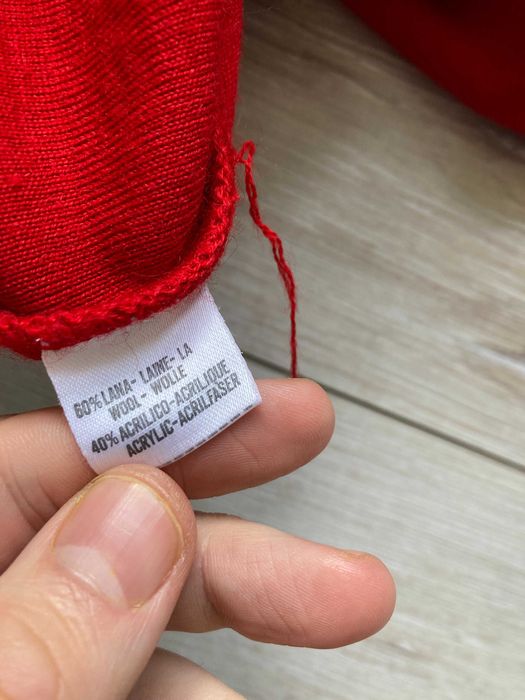 60% LANA- LAINE- LA
WOOL - WOLLE
40% ACRILICO-ACRILIQUE
ACRYLIC-ACRILFASER